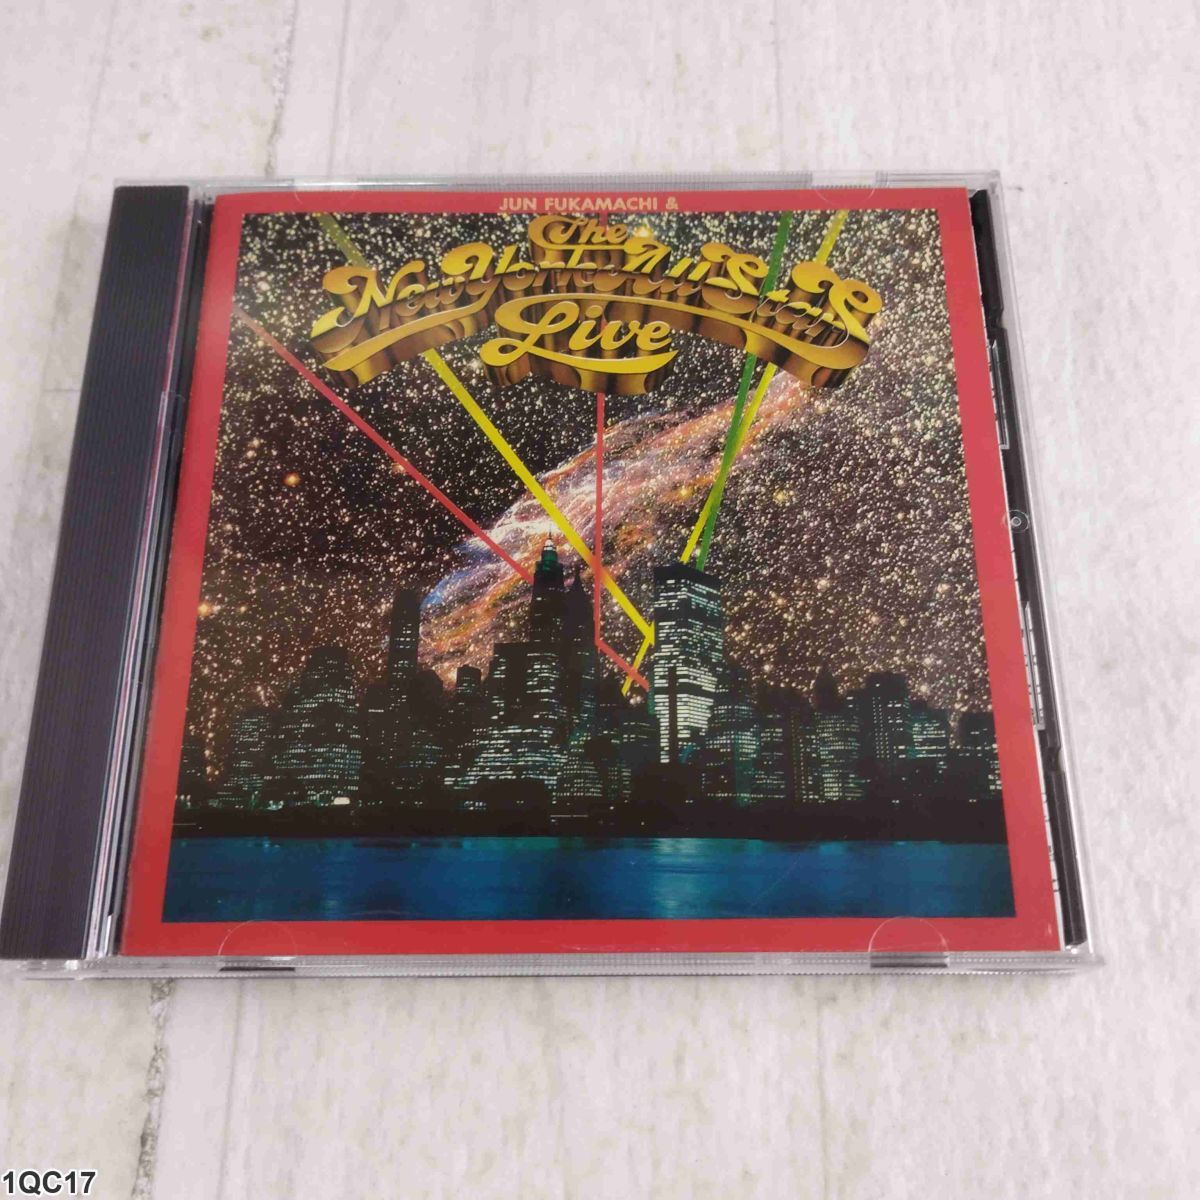 JUN FUKAMACHI &
The
New York All Stars
Live
1QC17